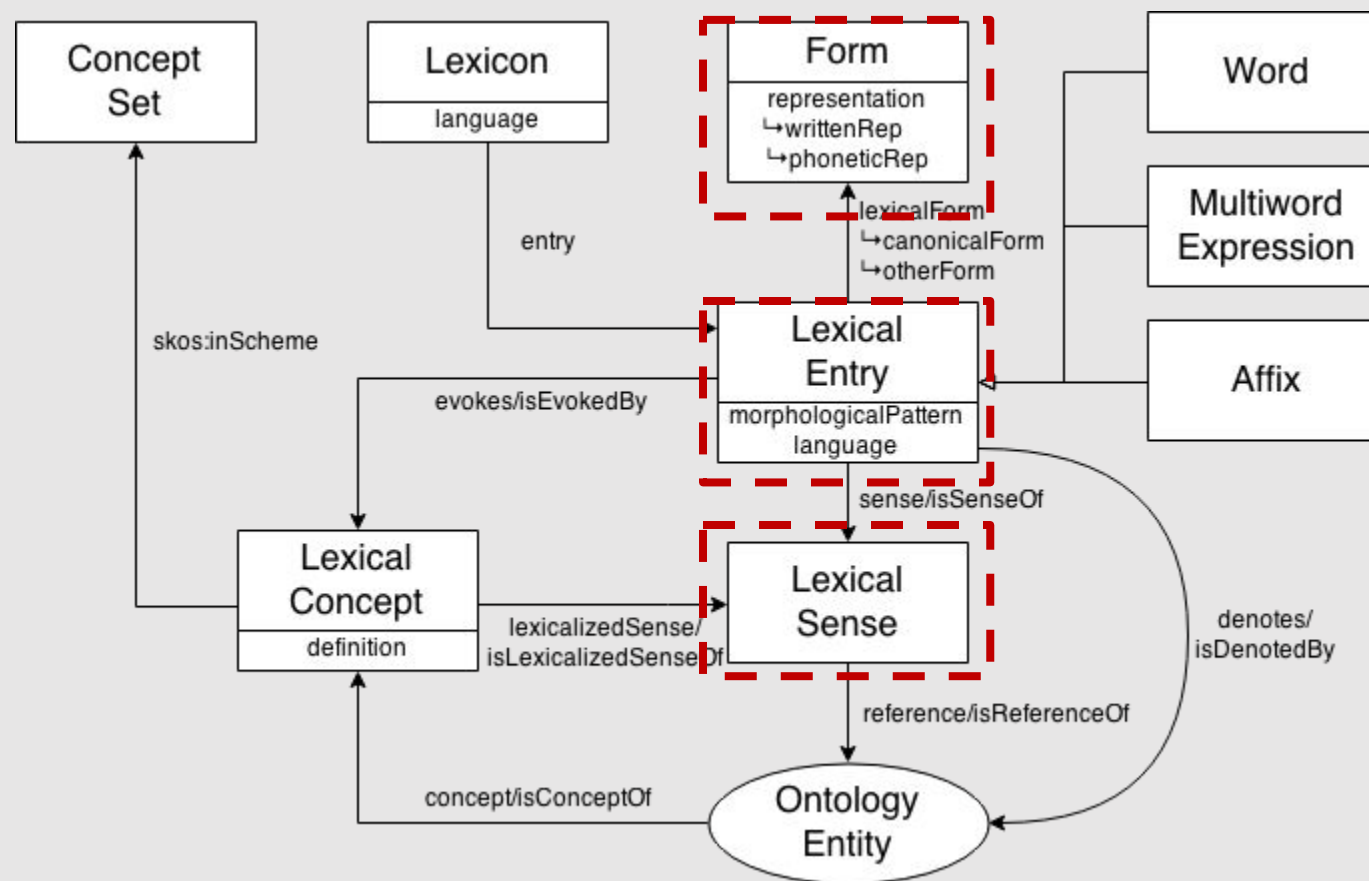 Concept
Set
Lexicon
language
Form
representation
↳writtenRep
↳phoneticRep
Word
Multiword
Expression
Affix
lexicalForm
↳canonicalForm
↳otherForm
entry
skos:inScheme
Lexical
Entry
morphologicalPattern
language
evokes/isEvokedBy
sense/isSenseOf
Lexical
Concept
definition
lexicalizedSense/
isLexicalizedSenseOf
Lexical
Sense
denotes/
isDenotedBy
reference/isReferenceOf
concept/isConceptOf
Ontology
Entity